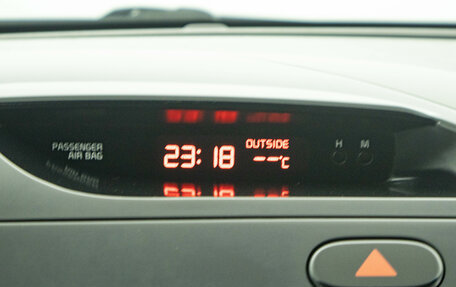 PASSENGER
AIR BAG
23:18
OUTSIDE
--°C
H M